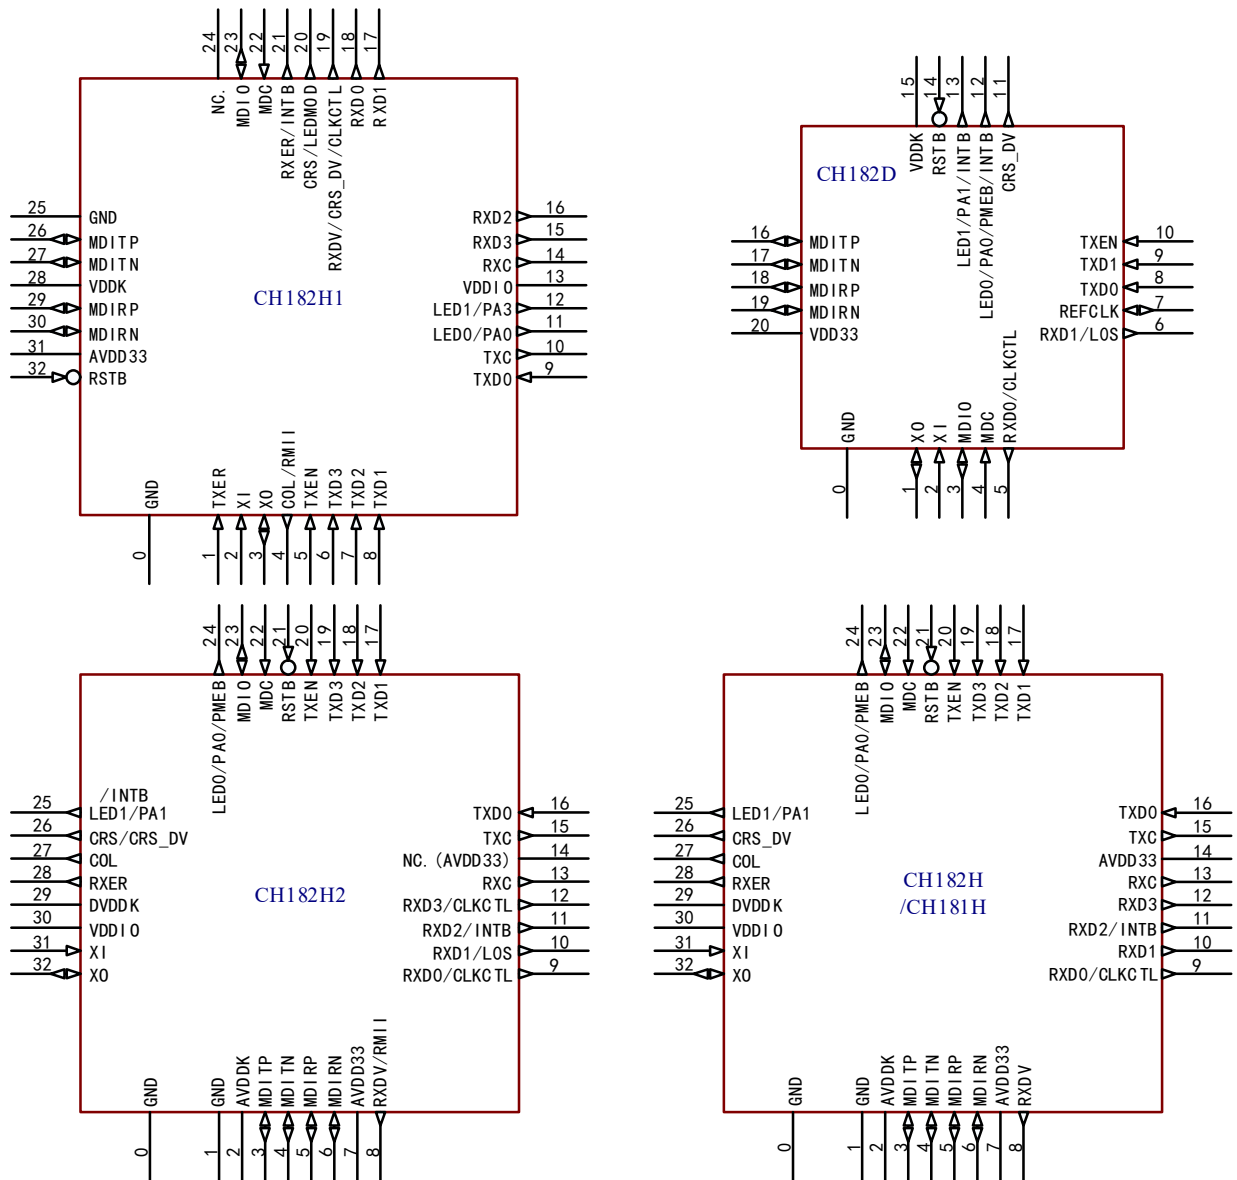 CH182H1
24 NC.
23 MDIO
22 MDC
21 RXER/INTB
20 CRS/LEDMOD
19 RXDV/CRS_DV/CLKCTL
18 RXD0
17 RXD1
25 GND
26 MDITP
27 MDITN
28 VDDK
29 MDIRP
30 MDIRN
31 AVDD33
32 RSTB
RXD2 16
RXD3 15
RXC 14
VDDIO 13
LED1/PA3 12
LED0/PA0 11
TXC 10
TXD0 9
0 GND
1 TXER
2 XI
3 XO
4 COL/RMII
5 TXEN
6 TXD3
7 TXD2
8 TXD1
CH182D
15 VDDK
14 RSTB
13 LED1/PA1/INTB
12 LED0/PA0/PMEB/INTB
11 CRS_DV
16 MDITP
17 MDITN
18 MDIRP
19 MDIRN
20 VDD33
TXEN 10
TXD1 9
TXD0 8
REFCLK 7
RXD1/LOS 6
0 GND
1 XO
2 XI
3 MDIO
4 MDC
5 RXD0/CLKCTL
CH182H2
24 LED0/PA0/PMEB
23 MDIO
22 MDC
21 RSTB
20 TXEN
19 TXD3
18 TXD2
17 TXD1
/INTB
25 LED1/PA1
26 CRS/CRS_DV
27 COL
28 RXER
29 DVDDK
30 VDDIO
31 XI
32 XO
TXD0 16
TXC 15
NC.(AVDD33) 14
RXC 13
RXD3/CLKCTL 12
RXD2/INTB 11
RXD1/LOS 10
RXD0/CLKCTL 9
0 GND
1 GND
2 AVDDK
3 MDITP
4 MDITN
5 MDIRP
6 MDIRN
7 AVDD33
8 RXDV/RMII
CH182H
/CH181H
24 LED0/PA0/PMEB
23 MDIO
22 MDC
21 RSTB
20 TXEN
19 TXD3
18 TXD2
17 TXD1
25 LED1/PA1
26 CRS_DV
27 COL
28 RXER
29 DVDDK
30 VDDIO
31 XI
32 XO
TXD0 16
TXC 15
AVDD33 14
RXC 13
RXD3 12
RXD2/INTB 11
RXD1 10
RXD0/CLKCTL 9
0 GND
1 GND
2 AVDDK
3 MDITP
4 MDITN
5 MDIRP
6 MDIRN
7 AVDD33
8 RXDV